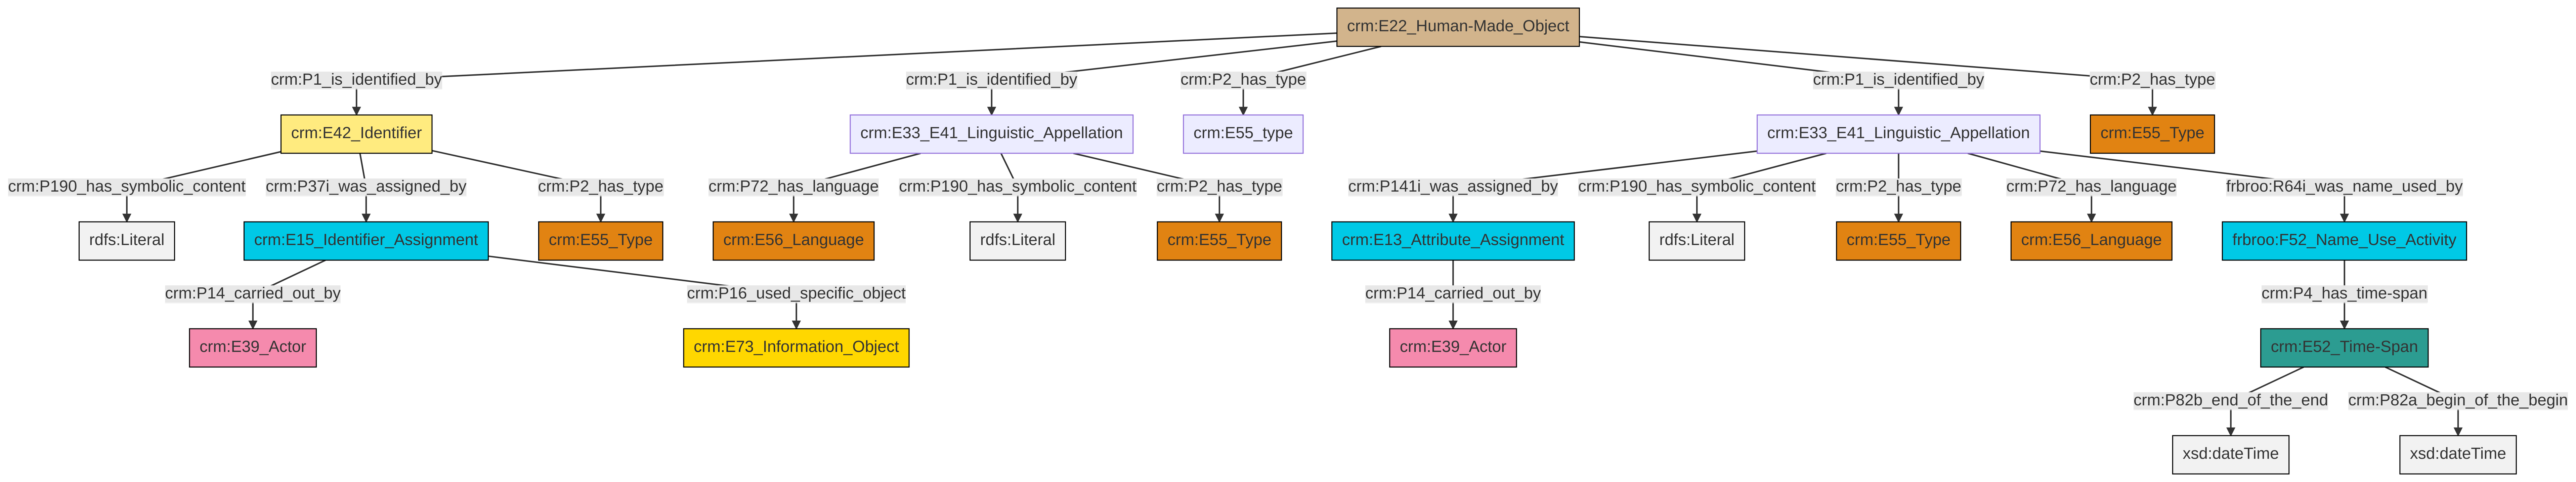 crm:E22_Human-Made_Object
crm:P1_is_identified_by
crm:P1_is_identified_by
crm:P2_has_type
crm:P1_is_identified_by
crm:P2_has_type
crm:E42_Identifier
crm:E33_E41_Linguistic_Appellation
crm:E55_type
crm:E33_E41_Linguistic_Appellation
crm:E55_Type
crm:P190_has_symbolic_content
crm:P37i_was_assigned_by
crm:P2_has_type
crm:P72_has_language
crm:P190_has_symbolic_content
crm:P2_has_type
crm:P141i_was_assigned_by
crm:P190_has_symbolic_content
crm:P2_has_type
crm:P72_has_language
frbroo:R64i_was_name_used_by
rdfs:Literal
crm:E15_Identifier_Assignment
crm:E55_Type
crm:E56_Language
rdfs:Literal
crm:E55_Type
crm:E13_Attribute_Assignment
rdfs:Literal
crm:E55_Type
crm:E56_Language
frbroo:F52_Name_Use_Activity
crm:P14_carried_out_by
crm:P16_used_specific_object
crm:P14_carried_out_by
crm:P4_has_time-span
crm:E39_Actor
crm:E73_Information_Object
crm:E39_Actor
crm:E52_Time-Span
crm:P82b_end_of_the_end
crm:P82a_begin_of_the_begin
xsd:dateTime
xsd:dateTime